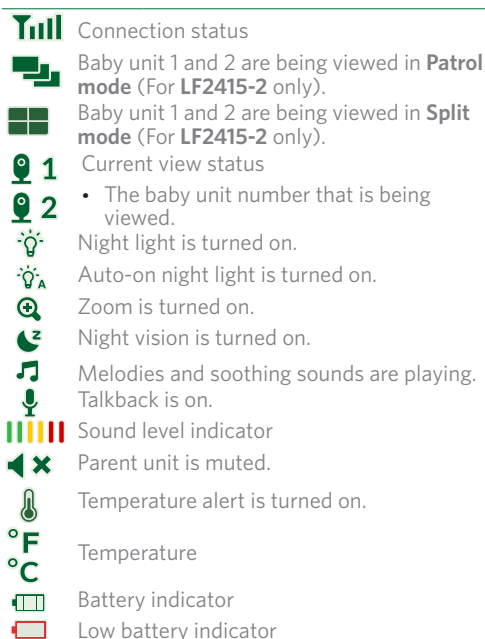 Connection status
Baby unit 1 and 2 are being viewed in Patrol
mode (For LF2415-2 only).
Baby unit 1 and 2 are being viewed in Split
mode (For LF2415-2 only).
1 Current view status
2 • The baby unit number that is being
viewed.
Night light is turned on.
A Auto-on night light is turned on.
Zoom is turned on.
z Night vision is turned on.
Melodies and soothing sounds are playing.
Talkback is on.
Sound level indicator
Parent unit is muted.
Temperature alert is turned on.
°F
°C Temperature
Battery indicator
Low battery indicator